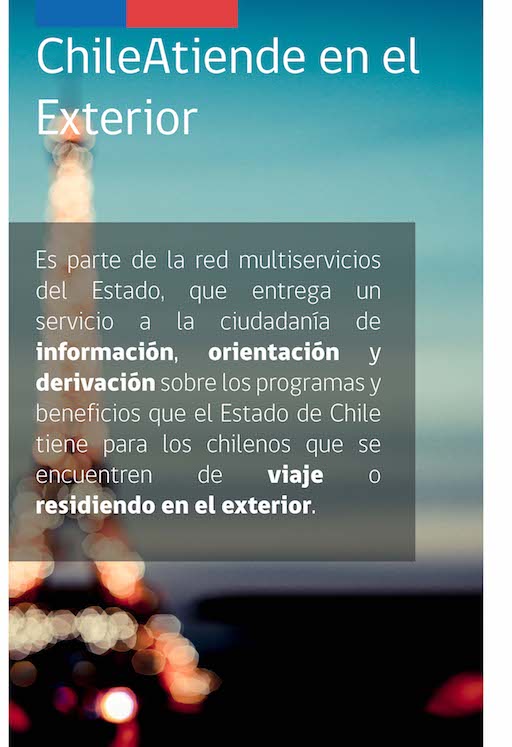 ChileAtiende en el
Exterior
Es parte de la red multiservicios
del Estado, que entrega un
servicio a la ciudadanía de
información, orientación y
derivación sobre los programas y
beneficios que el Estado de Chile
tiene para los chilenos que se
encuentren de viaje o
residiendo en el exterior.